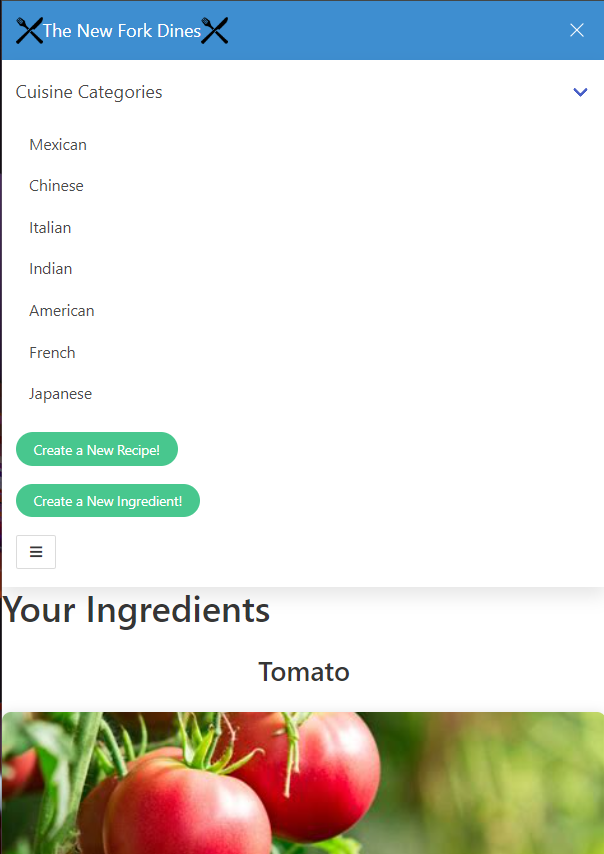 The New Fork Dines
Cuisine Categories
Mexican
Chinese
Italian
Indian
American
French
Japanese
Create a New Recipe!
Create a New Ingredient!
Your Ingredients
Tomato